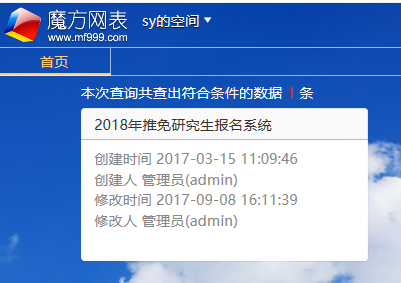 魔方网表
www.mf999.com
sy的空间
首页
本次查询共查出符合条件的数据 1 条
2018年推免研究生报名系统
创建时间 2017-03-15 11:09:46
创建人 管理员(admin)
修改时间 2017-09-08 16:11:39
修改人 管理员(admin)